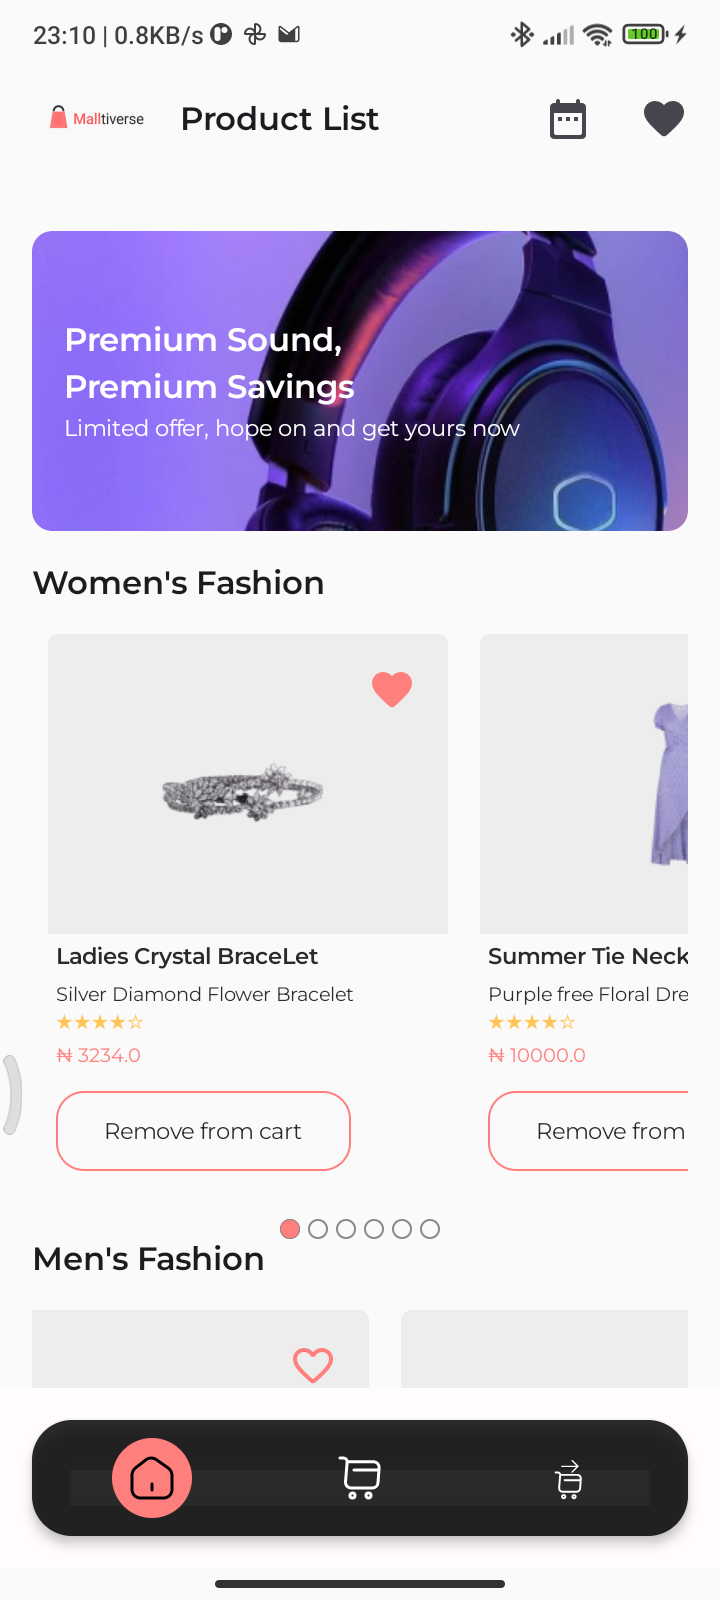 23:10 | 0.8KB/s
100
Malltiverse
Product List
Premium Sound,
Premium Savings
Limited offer, hope on and get yours now
Women's Fashion
Ladies Crystal BraceLet
Silver Diamond Flower Bracelet
★★★★☆
₦ 3234.0
Remove from cart
Summer Tie Neck
Purple free Floral Dre
★★★★☆
₦ 10000.0
Remove from
Men's Fashion